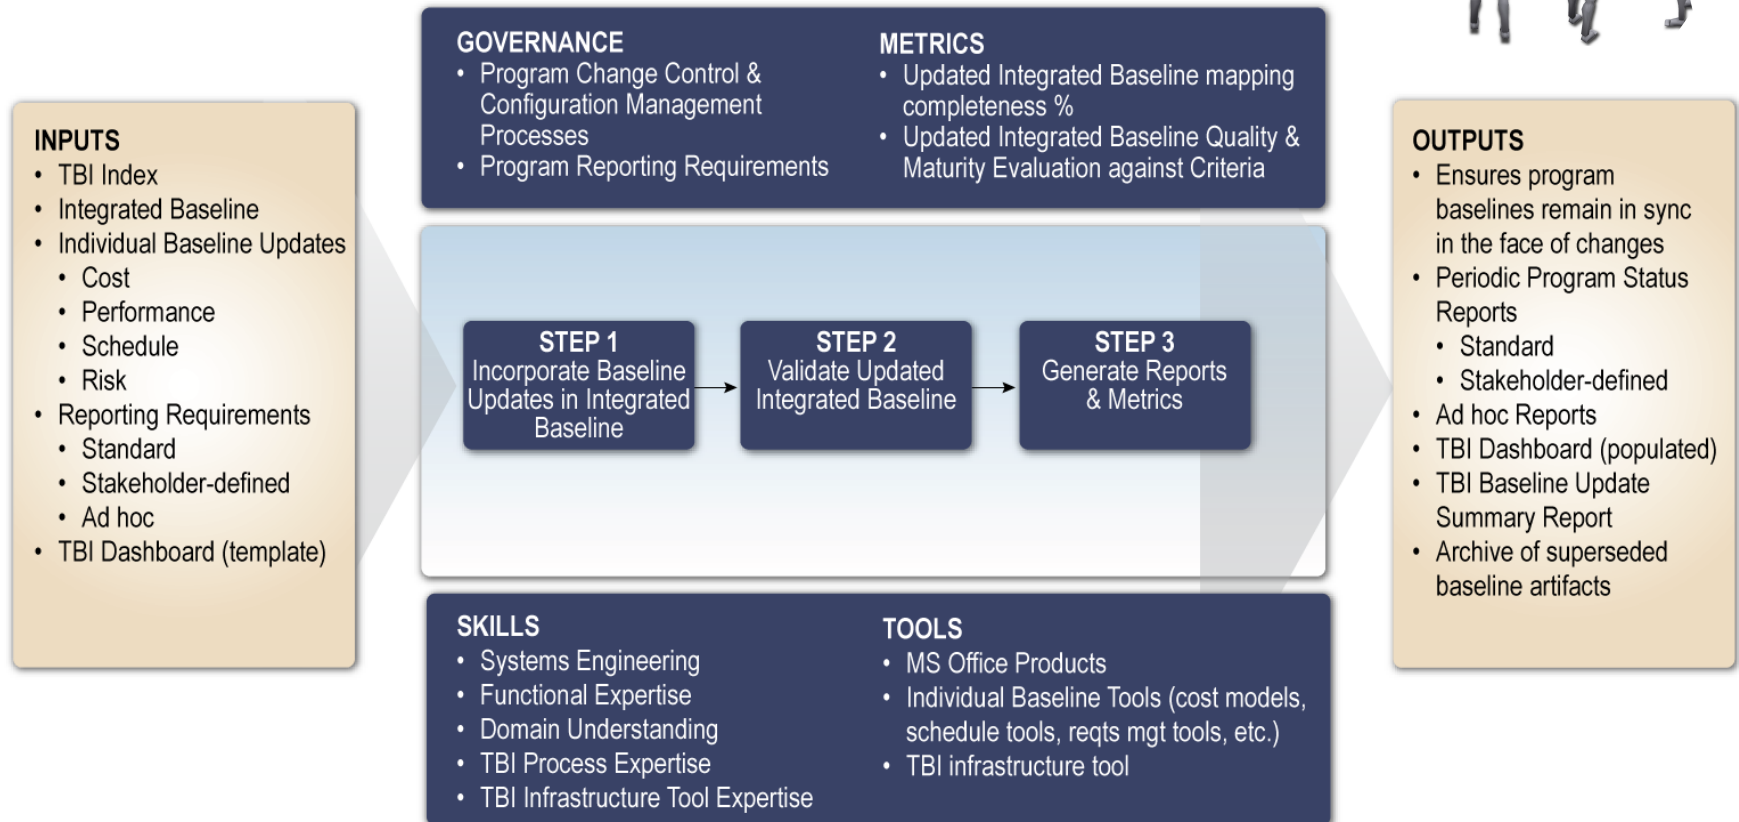 GOVERNANCE
• Program Change Control &
Configuration Management
Processes
• Program Reporting Requirements
METRICS
• Updated Integrated Baseline mapping
completeness %
• Updated Integrated Baseline Quality &
Maturity Evaluation against Criteria
INPUTS
• TBI Index
• Integrated Baseline
• Individual Baseline Updates
• Cost
• Performance
• Schedule
• Risk
• Reporting Requirements
• Standard
• Stakeholder-defined
• Ad hoc
• TBI Dashboard (template)
STEP 1
Incorporate Baseline
Updates in Integrated
Baseline
STEP 2
Validate Updated
Integrated Baseline
STEP 3
Generate Reports
& Metrics
OUTPUTS
• Ensures program
baselines remain in sync
in the face of changes
• Periodic Program Status
Reports
• Standard
• Stakeholder-defined
• Ad hoc Reports
• TBI Dashboard (populated)
• TBI Baseline Update
Summary Report
• Archive of superseded
baseline artifacts
SKILLS
• Systems Engineering
• Functional Expertise
• Domain Understanding
• TBI Process Expertise
• TBI Infrastructure Tool Expertise
TOOLS
• MS Office Products
• Individual Baseline Tools (cost models,
schedule tools, reqts mgt tools, etc.)
• TBI infrastructure tool